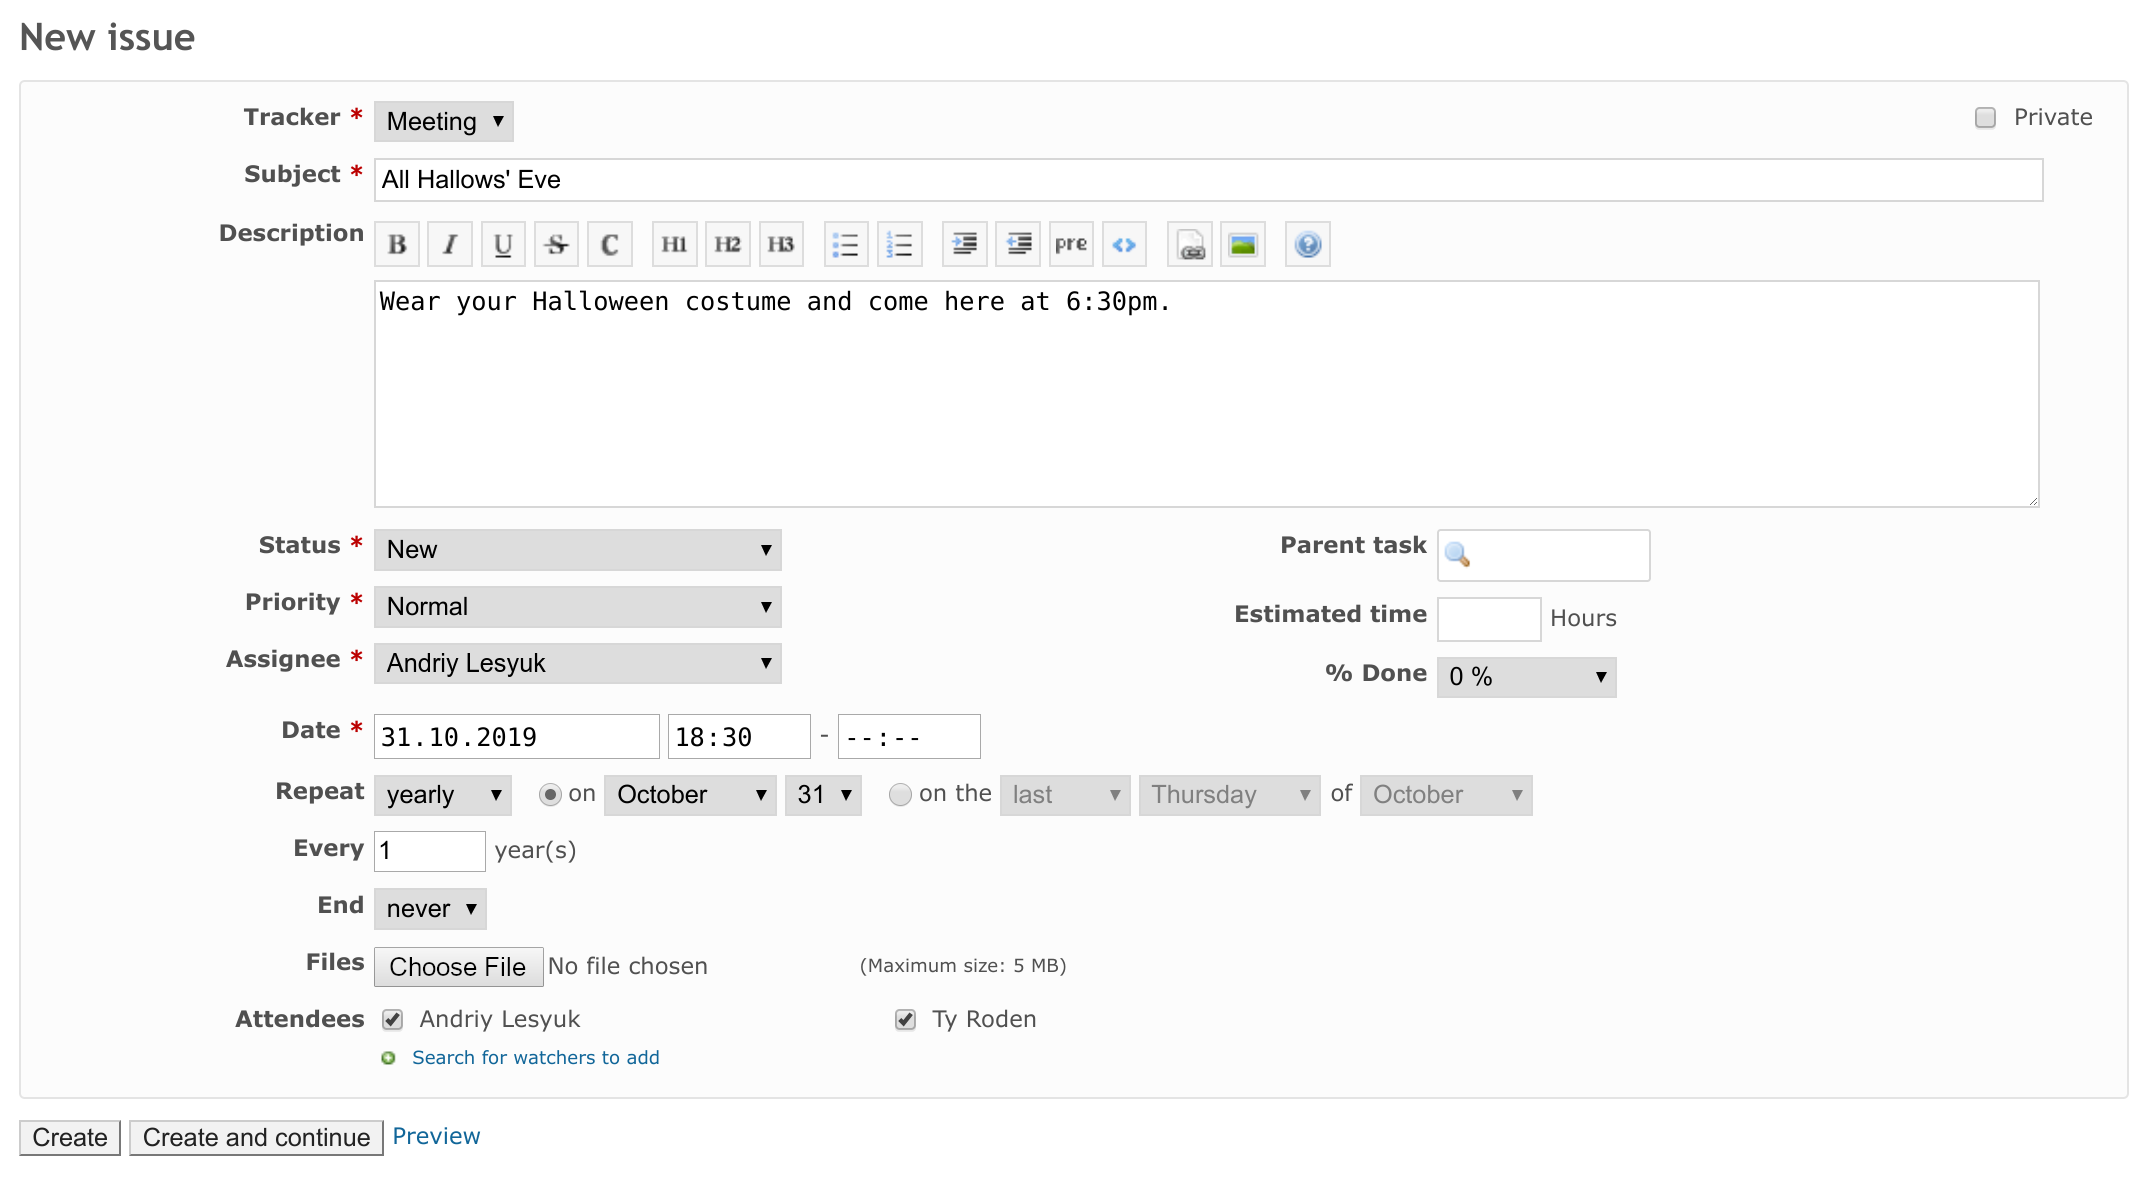 New issue
Tracker * Meeting Private
Subject * All Hallows' Eve
Description B I U S C H1 H2 H3 pre
Wear your Halloween costume and come here at 6:30pm.
Status * New Parent task
Priority * Normal Estimated time Hours
Assignee * Andriy Lesyuk % Done 0 %
Date * 31.10.2019 18:30 - --:--
Repeat yearly on October 31 on the last Thursday of October
Every 1 year(s)
End never
Files Choose File No file chosen (Maximum size: 5 MB)
Attendees Andriy Lesyuk Ty Roden
Search for watchers to add
Create Create and continue Preview